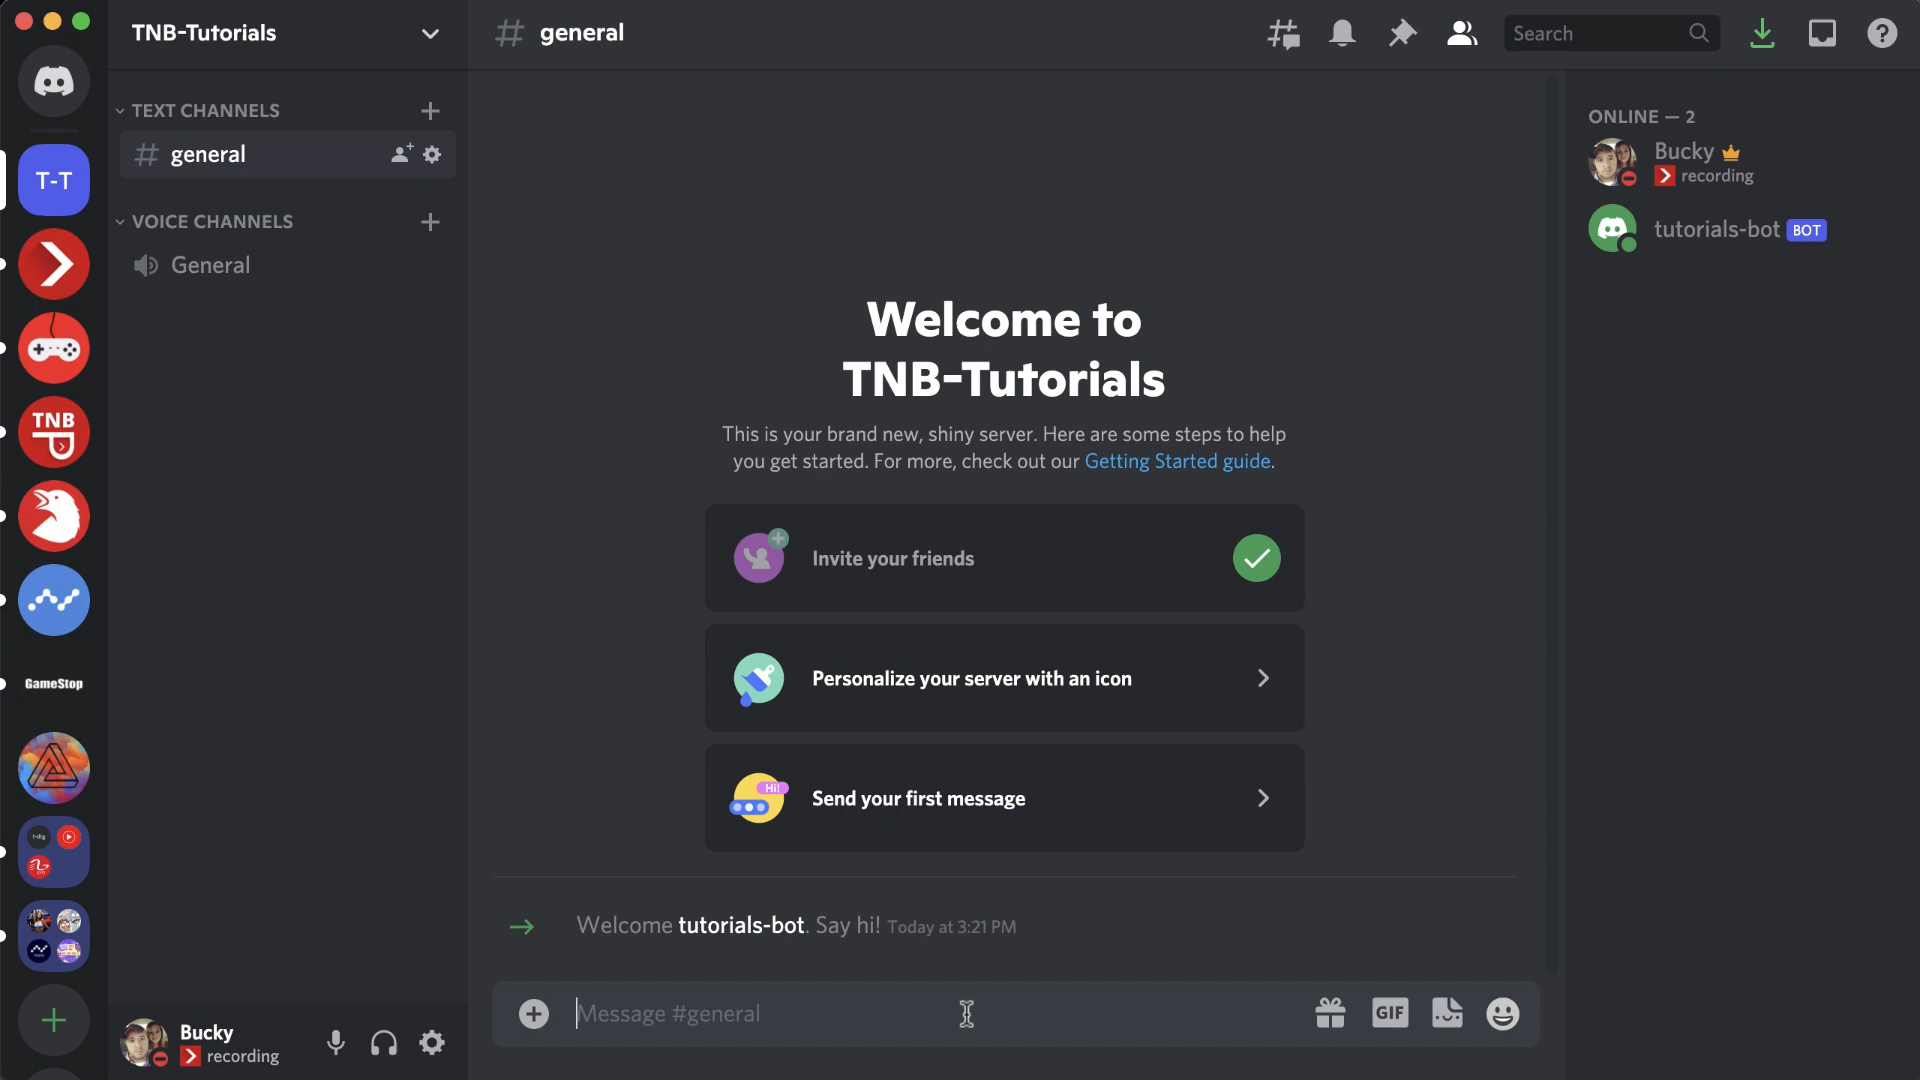 TNB-Tutorials
general
Search
TEXT CHANNELS
general
VOICE CHANNELS
General
T-T
TNB
GameStop
Welcome to
TNB-Tutorials
This is your brand new, shiny server. Here are some steps to help
you get started. For more, check out our Getting Started guide.
Invite your friends
Personalize your server with an icon
Hi!
Send your first message
Welcome tutorials-bot. Say hi! Today at 3:21 PM
Message #general
GIF
ONLINE — 2
Bucky
recording
tutorials-bot BOT
Bucky
recording